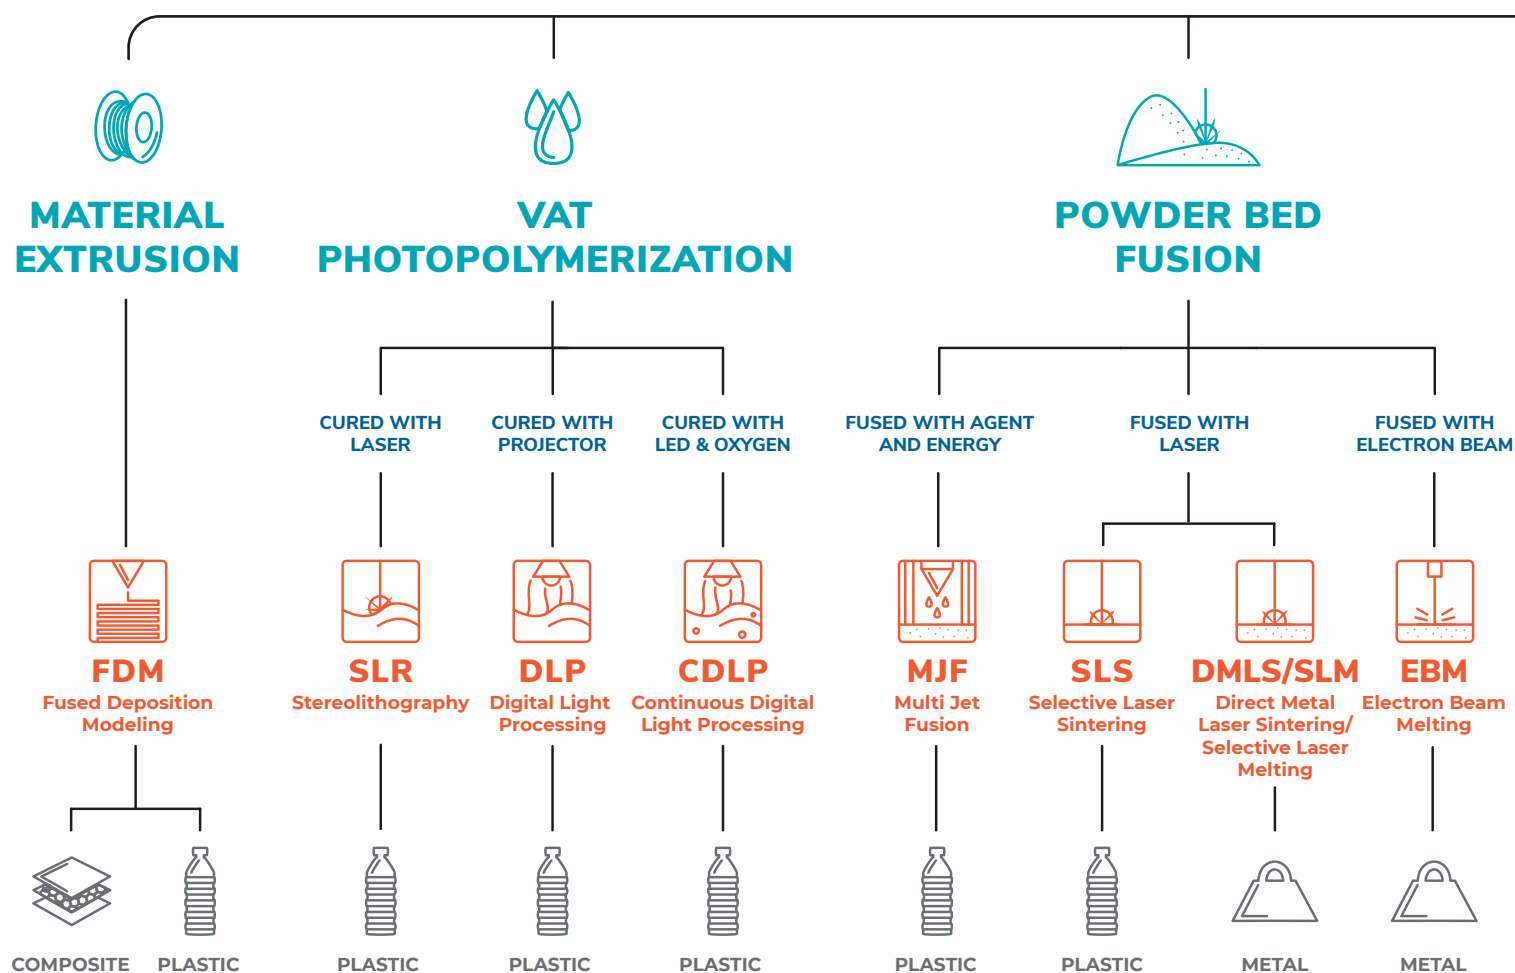 MATERIAL
EXTRUSION
VAT
PHOTOPOLYMERIZATION
POWDER BED
FUSION
CURED WITH
LASER
CURED WITH
PROJECTOR
CURED WITH
LED & OXYGEN
FUSED WITH AGENT
AND ENERGY
FUSED WITH
LASER
FUSED WITH
ELECTRON BEAM
FDM
Fused Deposition
Modeling
SLR
Stereolithography
DLP
Digital Light
Processing
CDLP
Continuous Digital
Light Processing
MJF
Multi Jet
Fusion
SLS
Selective Laser
Sintering
DMLS/SLM
Direct Metal
Laser Sintering/
Selective Laser
Melting
EBM
Electron Beam
Melting
COMPOSITE
PLASTIC
PLASTIC
PLASTIC
PLASTIC
PLASTIC
PLASTIC
METAL
METAL